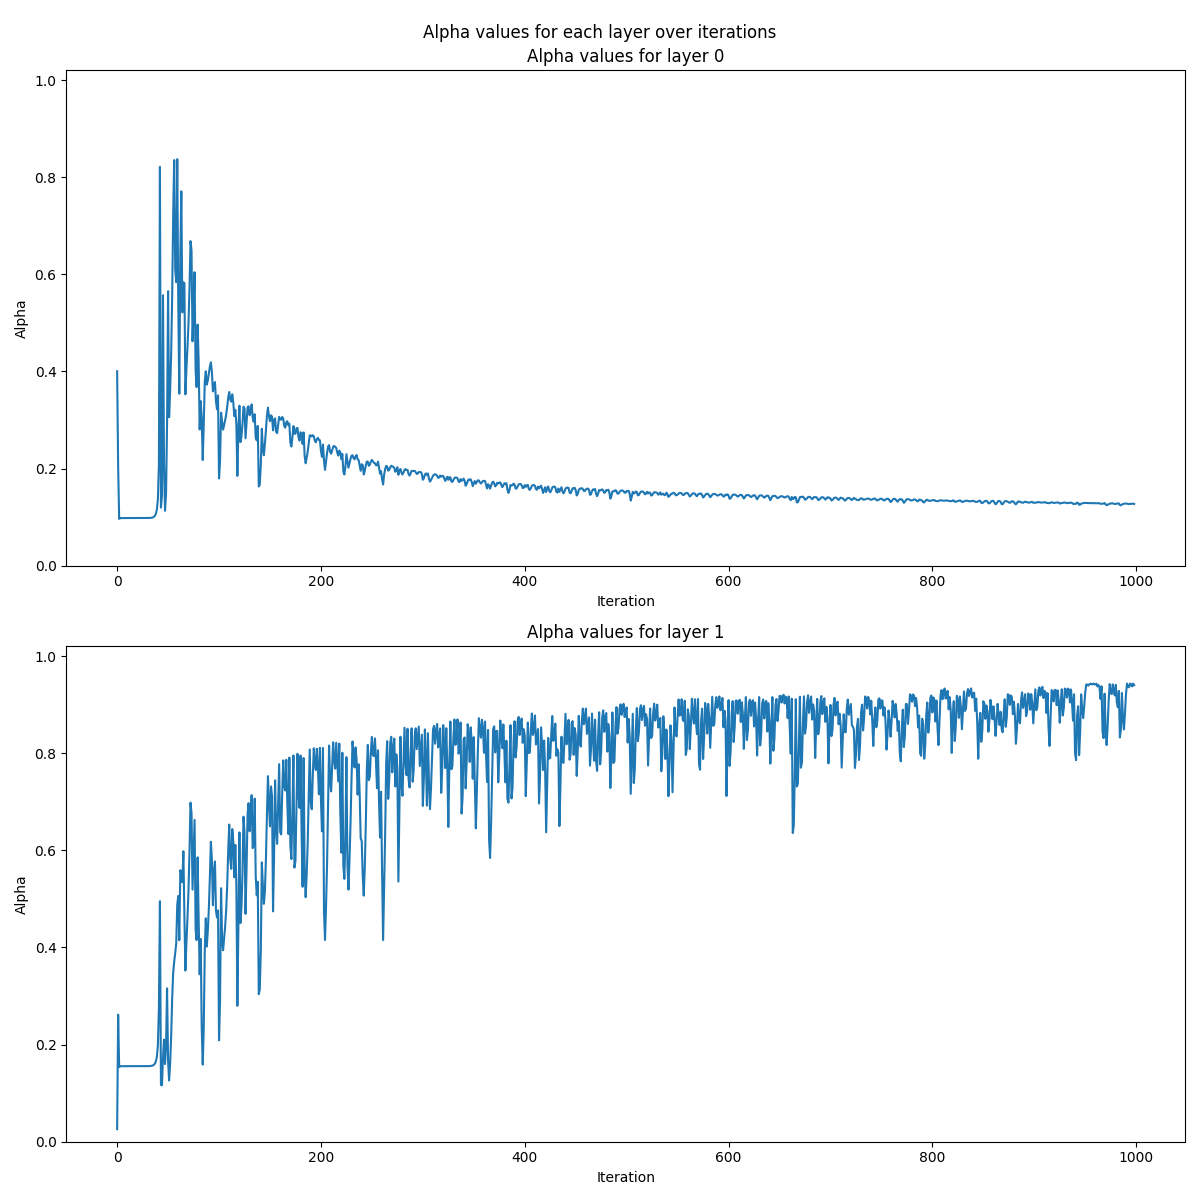 Alpha values for each layer over iterations
Alpha values for layer 0
1.0
0.8
0.6
0.4
0.2
0.0
Alpha
0 200 400 600 800 1000
Iteration
Alpha values for layer 1
1.0
0.8
0.6
0.4
0.2
0.0
Alpha
0 200 400 600 800 1000
Iteration